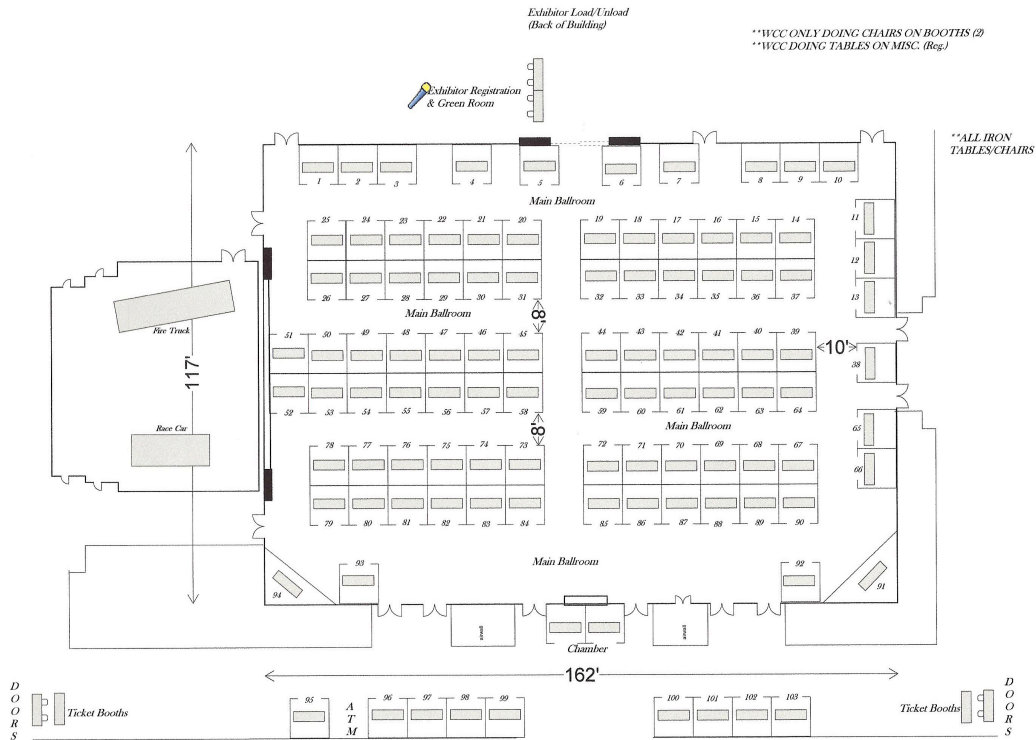 Exhibitor Load/Unload
(Back of Building)
**WCC ONLY DOING CHAIRS ON BOOTHS (2)
**WCC DOING TABLES ON MISC. (Reg.)
Exhibitor Registration
& Green Room
**ALL IRON
TABLES/CHAIRS
1 2 3 4 5 6 7 8 9 10
Main Ballroom
11
25 24 23 22 21 20 19 18 17 16 15 14
12
26 27 28 29 30 31 32 33 34 35 36 37
13
Main Ballroom
8'
Fire Truck
51 50 49 48 47 46 45 44 43 42 41 40 39
10'
38
117'
52 53 54 55 56 57 58 59 60 61 62 63 64
8'
Main Ballroom
Race Car
65
78 77 76 75 74 73 72 71 70 69 68 67
66
79 80 81 82 83 84 85 86 87 88 89 90
Main Ballroom
93 92
94 91
airwall airwall
Chamber
162'
DOORS
Ticket Booths
95
ATM
96 97 98 99
100 101 102 103
Ticket Booths
DOORS